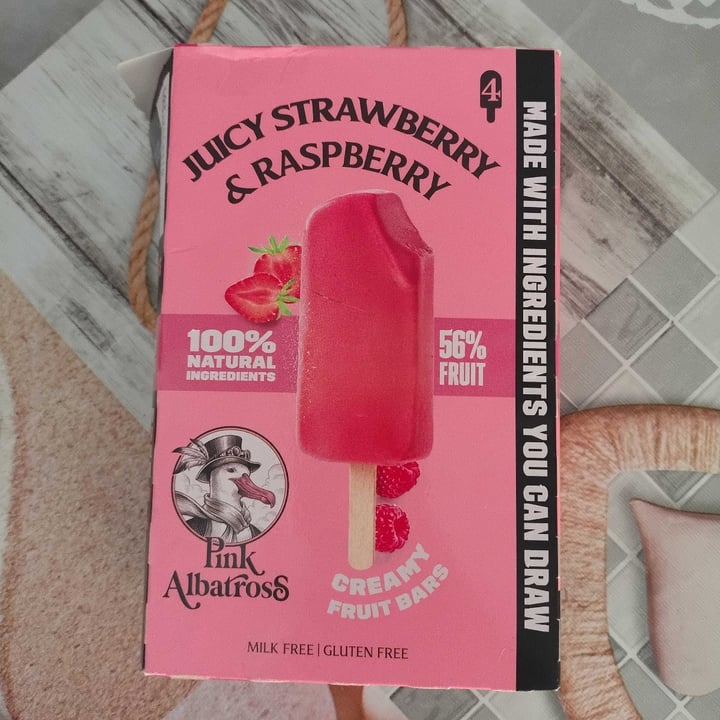 4
JUICY STRAWBERRY
& RASPBERRY
100%
NATURAL
INGREDIENTS
56%
FRUIT
Pink
Albatross
CREAMY
FRUIT BARS
MILK FREE | GLUTEN FREE
MADE WITH INGREDIENTS YOU CAN DRAW